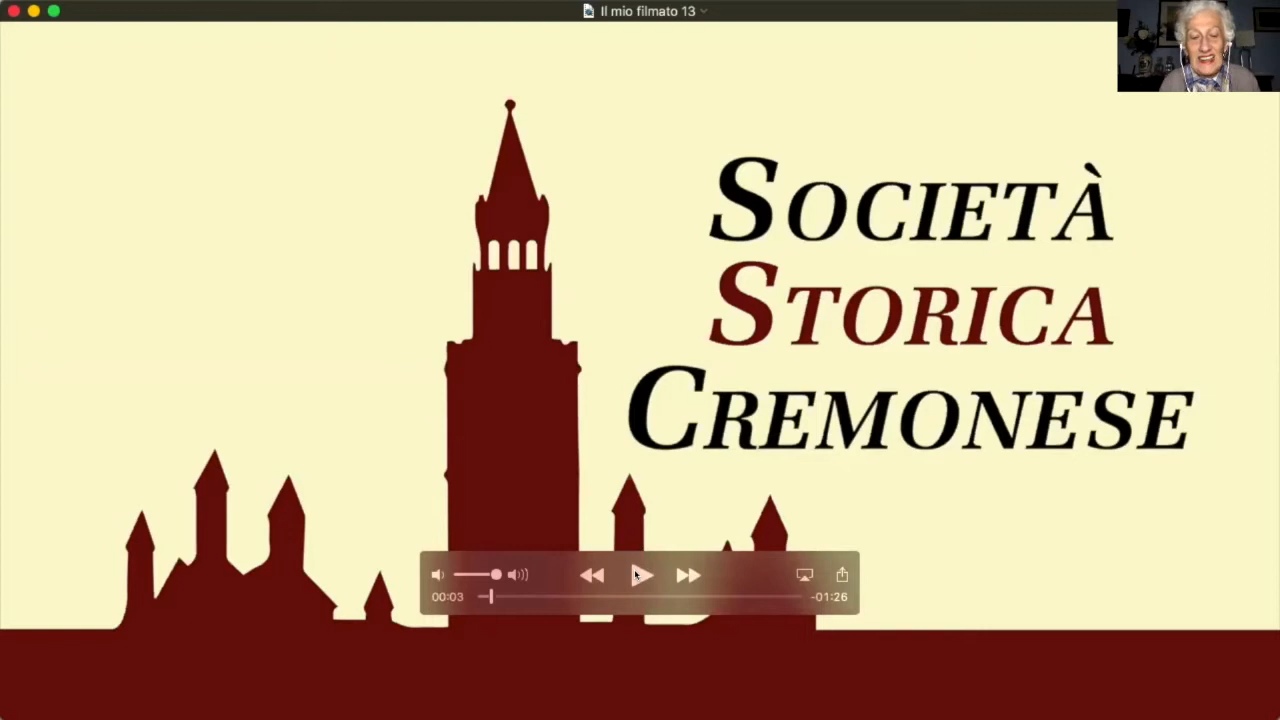 Il mio filmato 13
SOCIETÀ
STORICA
CREMONESE
00:03
-01:26